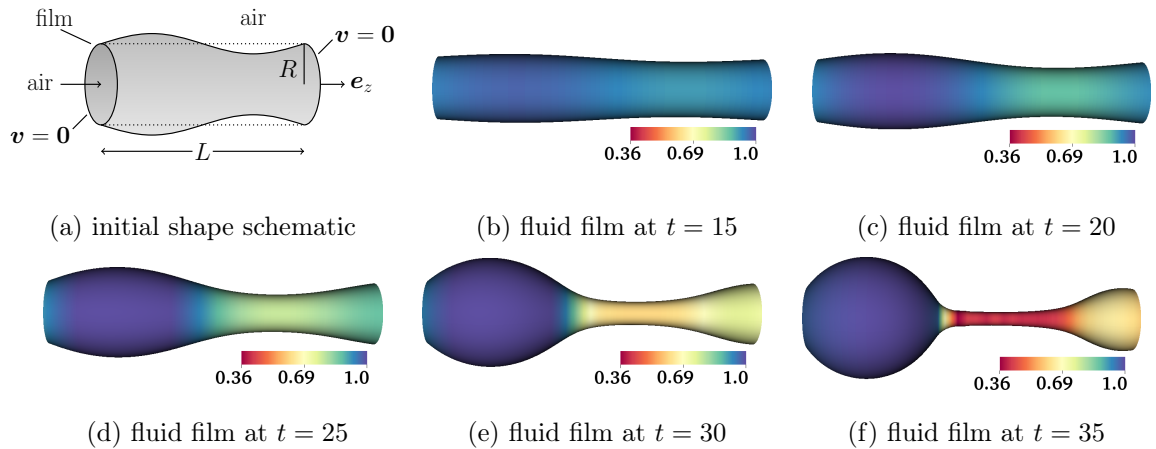 film
air
v = 0
air
R
e_z
v = 0
L
0.36 0.69 1.0
0.36 0.69 1.0
(a) initial shape schematic
(b) fluid film at t = 15
(c) fluid film at t = 20
0.36 0.69 1.0
0.36 0.69 1.0
0.36 0.69 1.0
(d) fluid film at t = 25
(e) fluid film at t = 30
(f) fluid film at t = 35